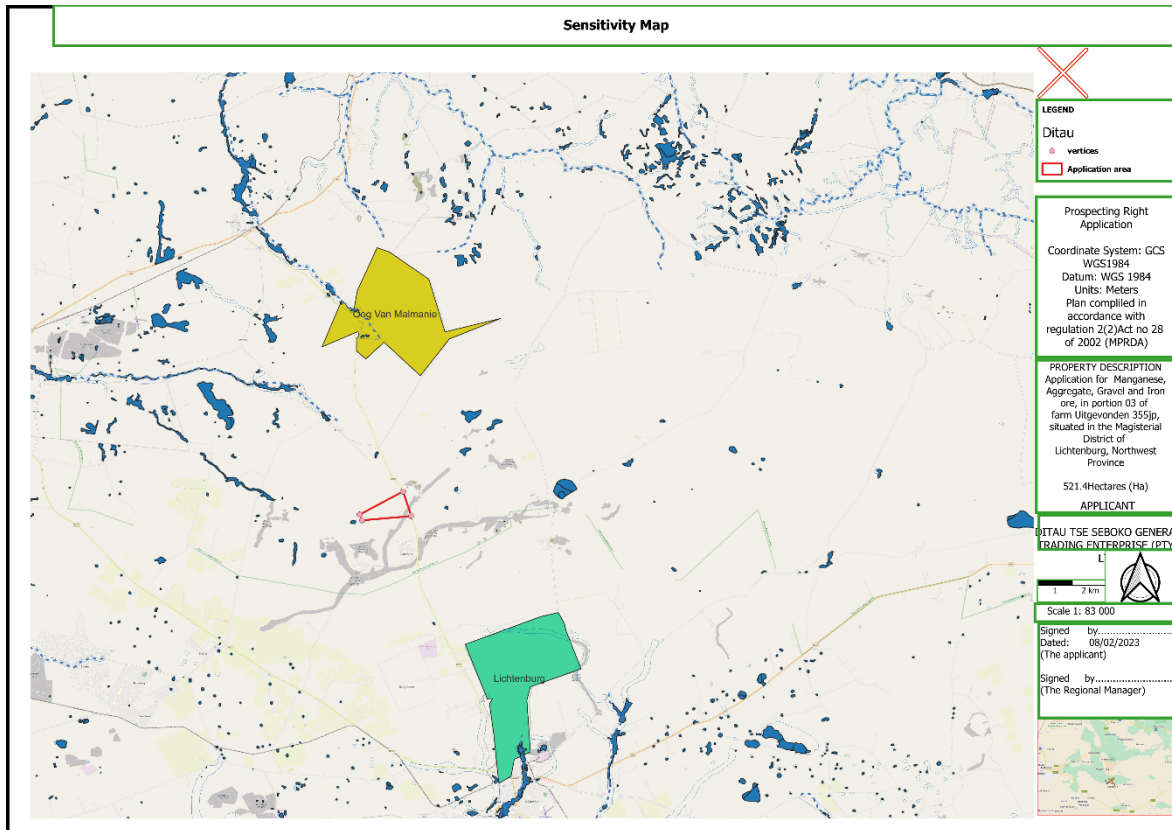 Sensitivity Map
LEGEND
Ditau
vertices
Application area
Prospecting Right
Application
Coordinate System: GCS
WGS1984
Datum: WGS 1984
Units: Meters
Plan complided in
accordance with
regulation 2(2)Act no 28
of 2002 (MPRDA)
PROPERTY DESCRIPTION
Application for Manganese,
Aggregate, Gravel and Iron
ore, in portion 03 of
farm Uitgevonden 355jp,
situated in the Magisterial
District of
Lichtenburg, Northwest
Province
521.4Hectares (Ha)
APPLICANT
DITAU TSE SEBOKO GENERA
TRADING ENTERPRISE (PTY
L
1 2 km
Scale 1: 83 000
Signed by......................
Dated: 08/02/2023
(The applicant)
Signed by......................
(The Regional Manager)
Oog Van Malmanie
Lichtenburg